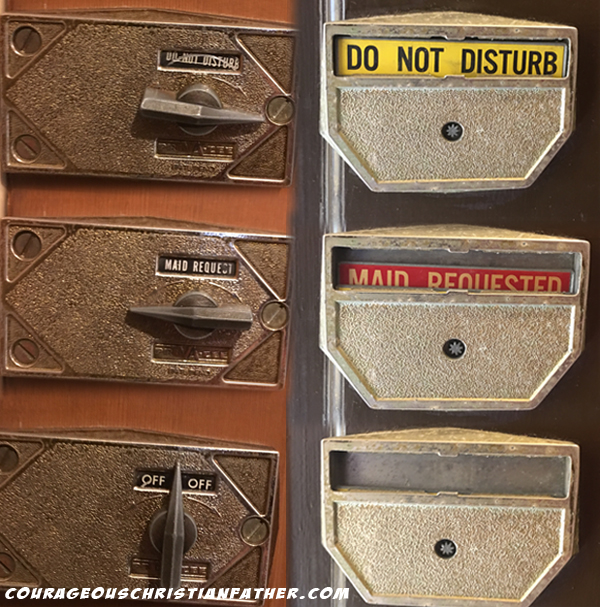 DO NOT DISTURB
DO NOT DISTURB
MAID REQUEST
MAID REQUESTED
OFF OFF
COURAGEOUSCHRISTIANFATHER.COM